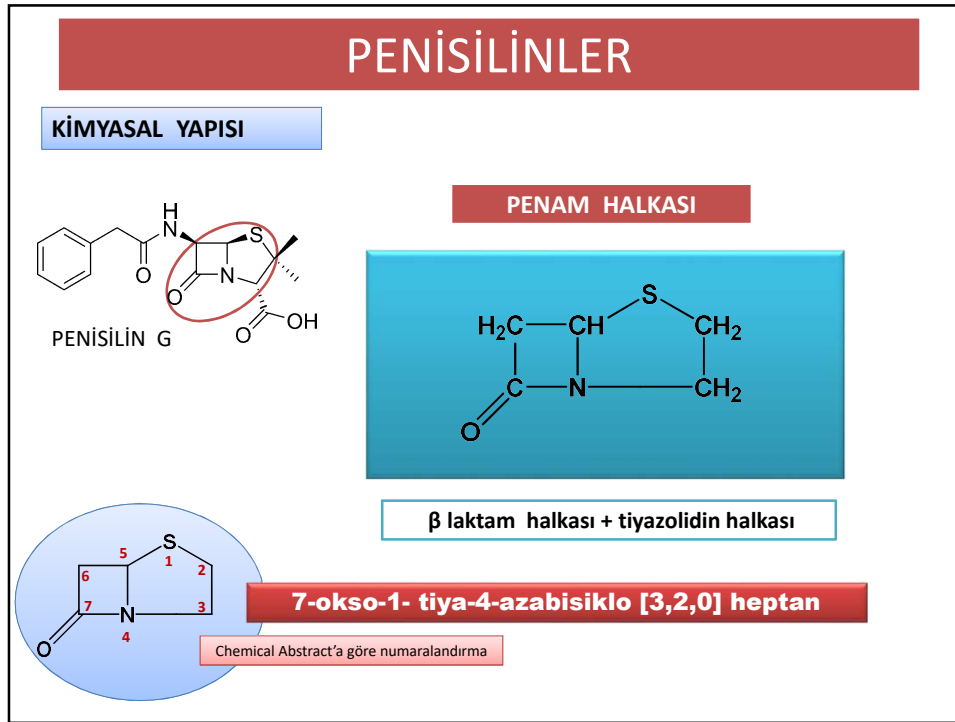 PENİSİLİNLER
KİMYASAL YAPISI
H
N
O
S
N
O
O
OH
PENİSİLİN G
PENAM HALKASI
S
H₂C
CH
CH₂
C
N
CH₂
O
β laktam halkası + tiyazolidin halkası
S
5
1
2
6
7
N
3
4
O
7-okso-1- tiya-4-azabisiklo [3,2,0] heptan
Chemical Abstract’a göre numaralandırma